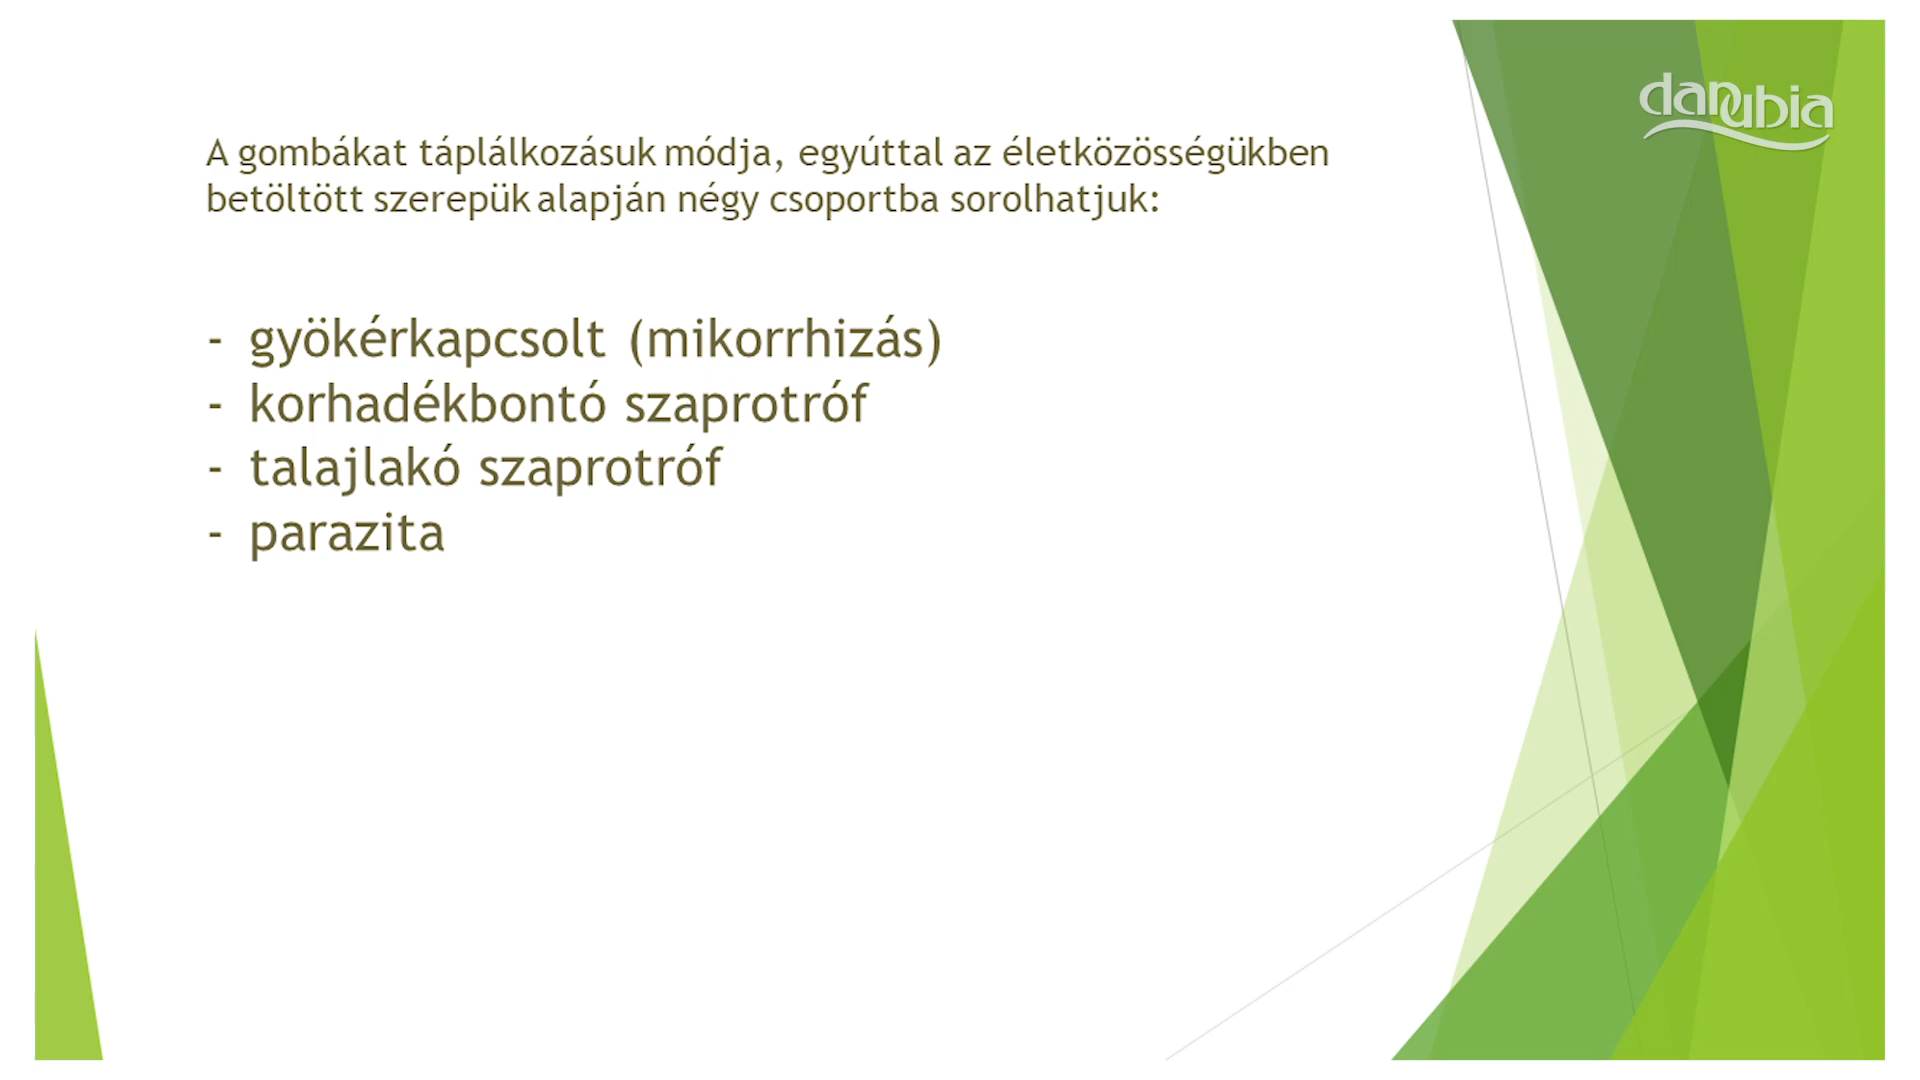 danubia
A gombákat táplálkozásuk módja, egyúttal az életközösségükben
betöltött szerepük alapján négy csoportba sorolhatjuk:
- gyökérkapcsolt (mikorrhizás)
- korhadékbontó szaprotróf
- talajlakó szaprotróf
- parazita